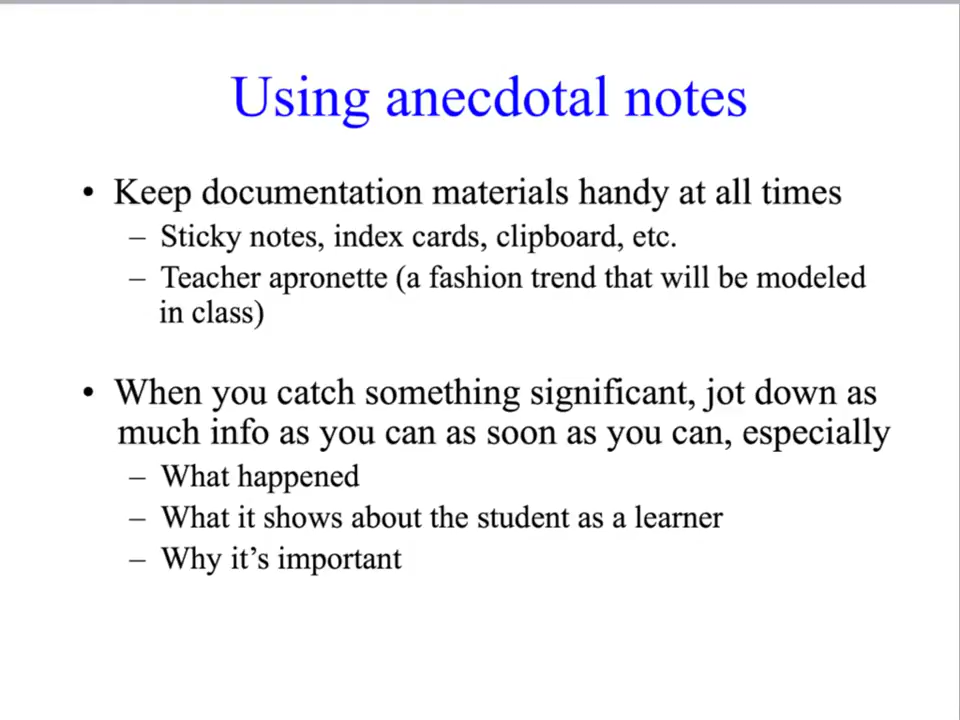 Using anecdotal notes
• Keep documentation materials handy at all times
– Sticky notes, index cards, clipboard, etc.
– Teacher apronette (a fashion trend that will be modeled
in class)
• When you catch something significant, jot down as
much info as you can as soon as you can, especially
– What happened
– What it shows about the student as a learner
– Why it’s important